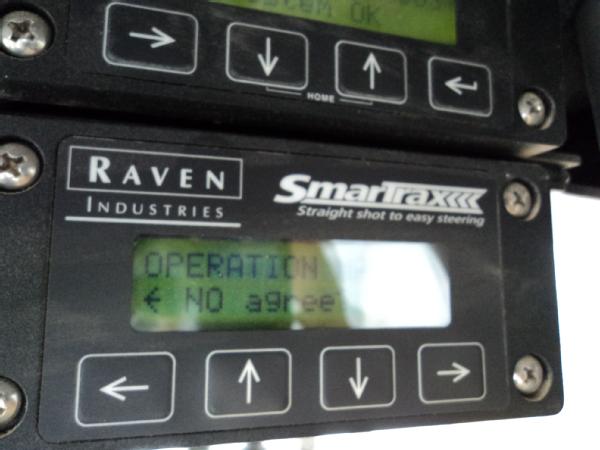 OK
HOME
RAVEN
INDUSTRIES
SmarTrax
Straight shot to easy steering
OPERATION
← NO agree